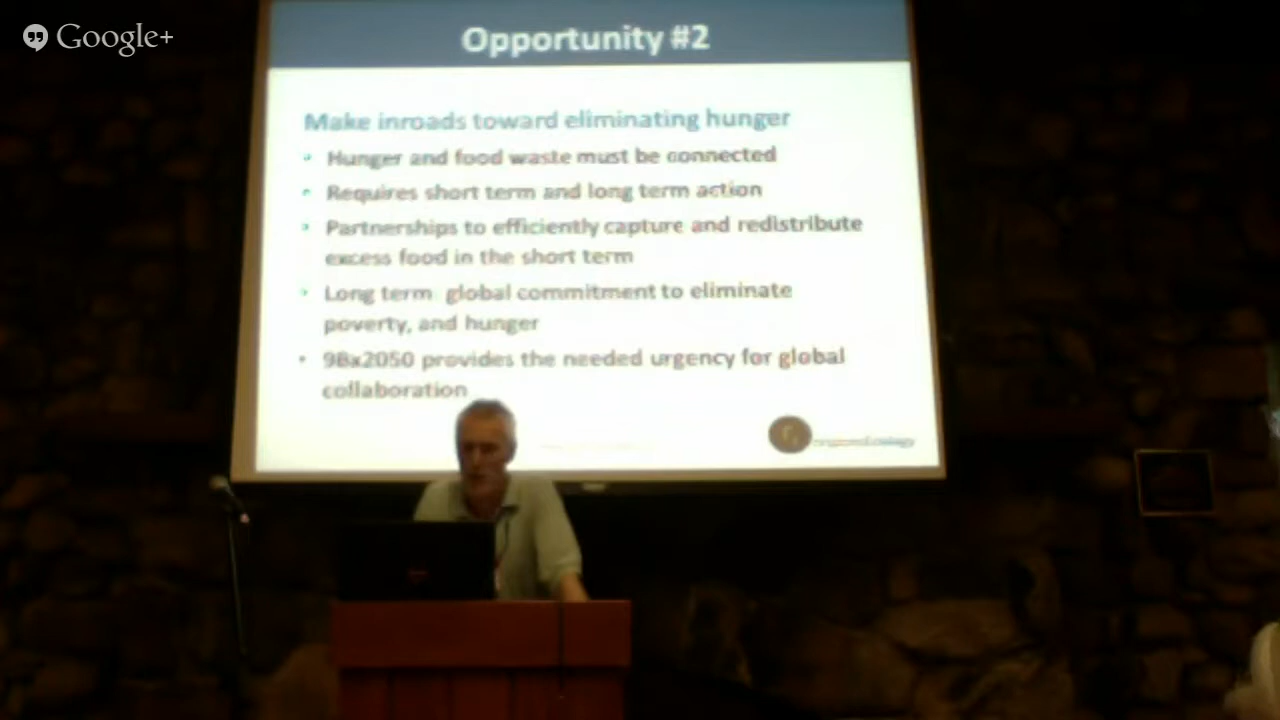 Google+
Opportunity #2
Make inroads toward eliminating hunger
Hunger and food waste must be connected
Requires short term and long term action
Partnerships to efficiently capture and redistribute
excess food in the short term
Long term global commitment to eliminate
poverty, and hunger
98x2050 provides the needed urgency for global
collaboration